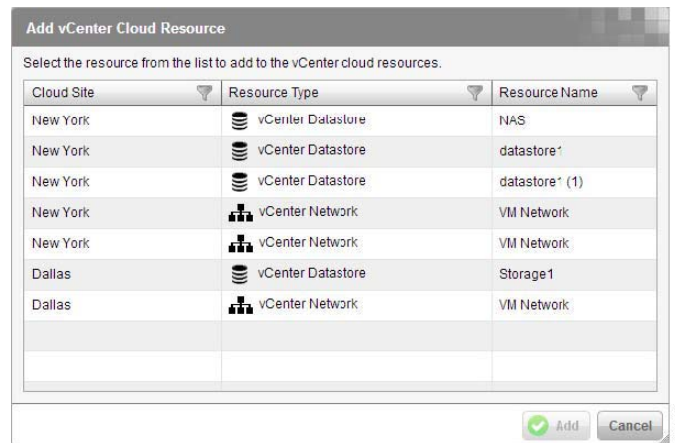 Add vCenter Cloud Resource
Select the resource from the list to add to the vCenter cloud resources.
Cloud Site Resource Type Resource Name
New York vCenter Datastore NAS
New York vCenter Datastore datastore1
New York vCenter Datastore datastore1 (1)
New York vCenter Network VM Network
New York vCenter Network VM Network
Dallas vCenter Datastore Storage1
Dallas vCenter Network VM Network
Add Cancel